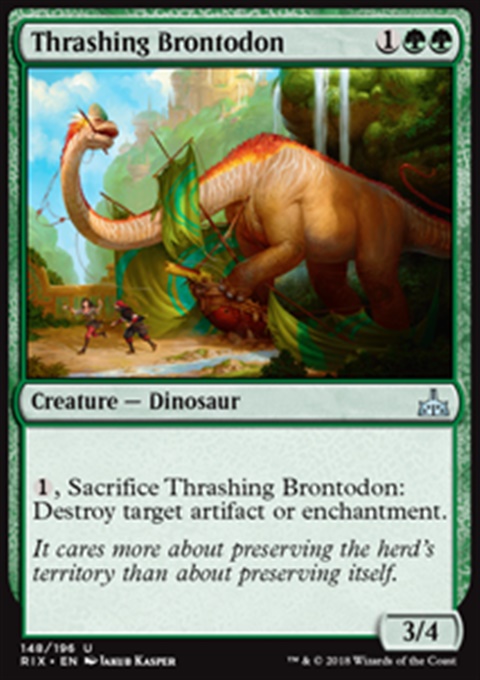 Thrashing Brontodon 1
Creature — Dinosaur
1, Sacrifice Thrashing Brontodon:
Destroy target artifact or enchantment.
It cares more about preserving the herd's
territory than about preserving itself.
3/4
148/196 U
RIX • EN Jakub Kasper ™ & © 2018 Wizards of the Coast